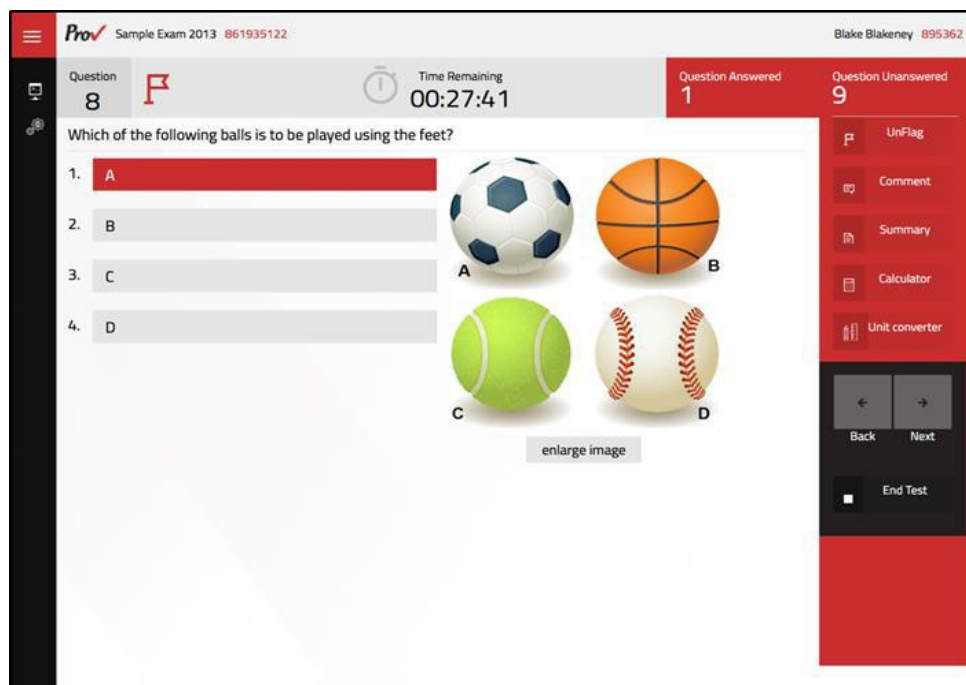 Prov Sample Exam 2013 861935122
Blake Blakeney 895362
Question
8
Time Remaining
00:27:41
Question Answered
1
Question Unanswered
9
Which of the following balls is to be played using the feet?
1. A
2. B
3. C
4. D
A
B
C
D
enlarge image
UnFlag
Comment
Summary
Calculator
Unit converter
Back
Next
End Test